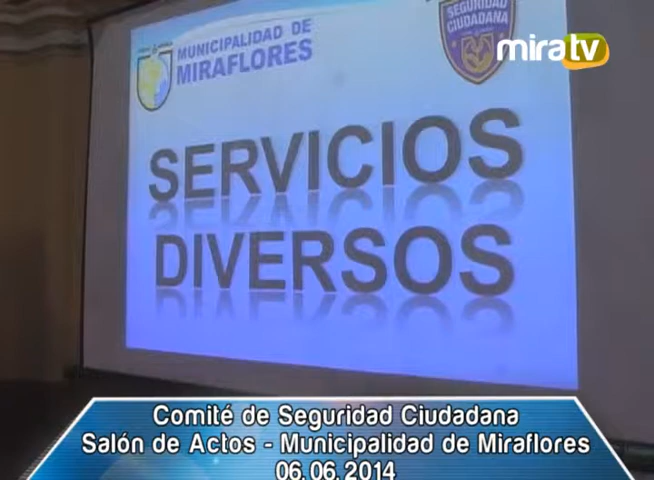 MUNICIPALIDAD DE
MIRAFLORES
SEGURIDAD
CIUDADANA
miratv
SERVICIOS
DIVERSOS
Comité de Seguridad Ciudadana
Salón de Actos - Municipalidad de Miraflores
06.06.2014